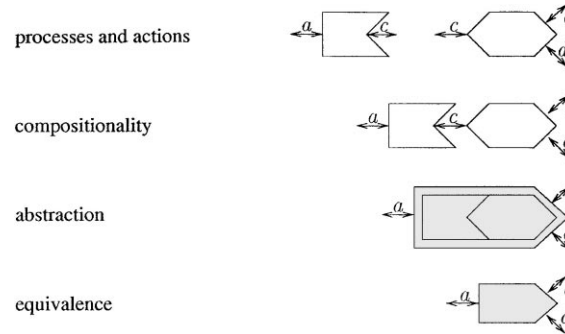 processes and actions
a
c
c
d
compositionality
a
c
abstraction
a
equivalence
a